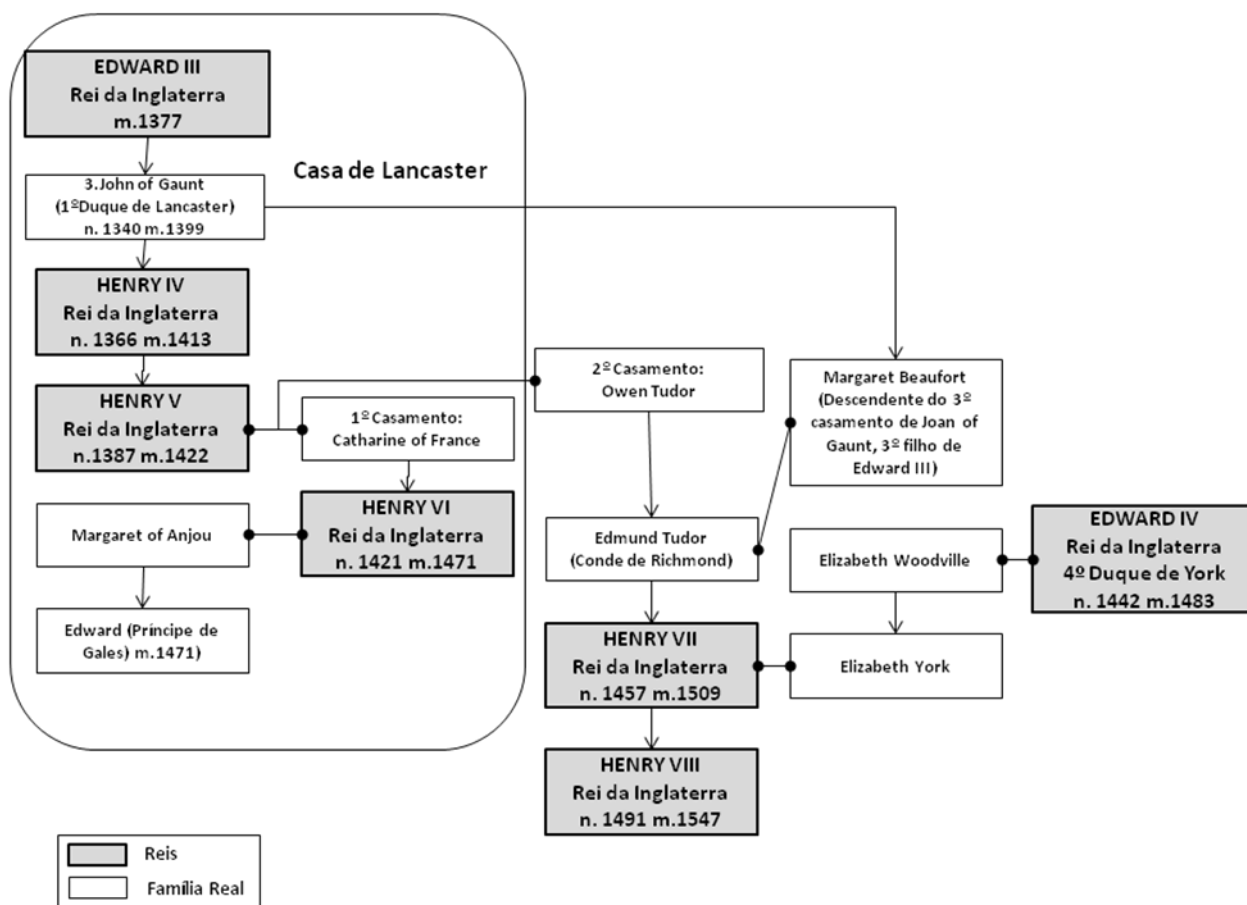 EDWARD III
Rei da Inglaterra
m.1377
Casa de Lancaster
3.John of Gaunt
(1ºDuque de Lancaster)
n. 1340 m.1399
HENRY IV
Rei da Inglaterra
n. 1366 m.1413
HENRY V
Rei da Inglaterra
n.1387 m.1422
1º Casamento:
Catharine of France
2º Casamento:
Owen Tudor
Margaret Beaufort
(Descendente do 3º
casamento de Joan of
Gaunt, 3º filho de
Edward III)
Margaret of Anjou
HENRY VI
Rei da Inglaterra
n. 1421 m.1471
Edmund Tudor
(Conde de Richmond)
Elizabeth Woodville
EDWARD IV
Rei da Inglaterra
4º Duque de York
n. 1442 m.1483
Edward (Príncipe de
Gales) m.1471)
HENRY VII
Rei da Inglaterra
n. 1457 m.1509
Elizabeth York
HENRY VIII
Rei da Inglaterra
n. 1491 m.1547
Reis
Família Real